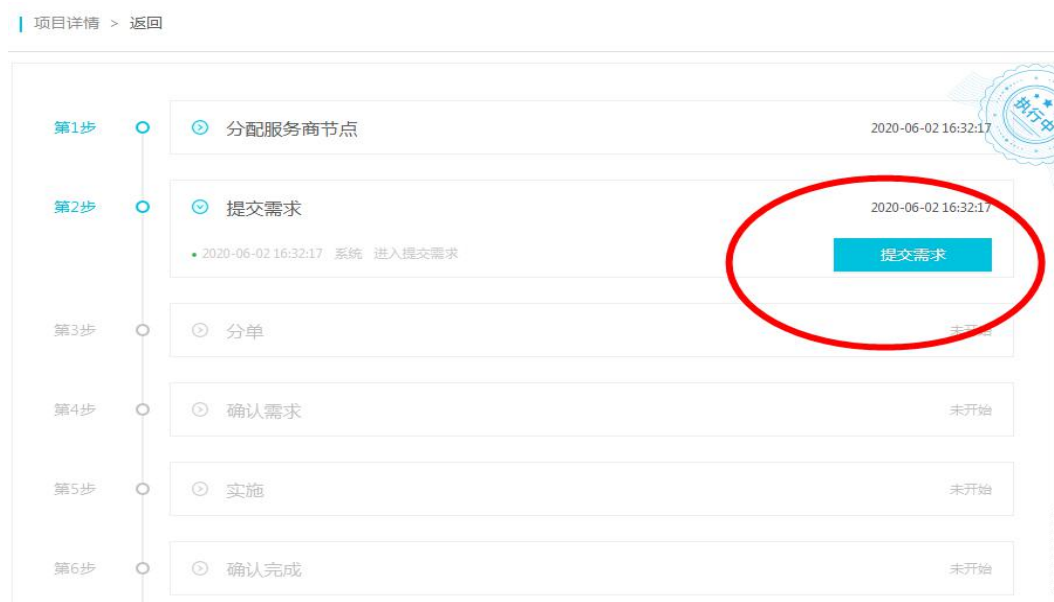 项目详情 > 返回
执行中
第1步 分配服务商节点 2020-06-02 16:32:17
第2步 提交需求 2020-06-02 16:32:17
2020-06-02 16:32:17 系统 进入提交需求 提交需求
第3步 分单 未开始
第4步 确认需求 未开始
第5步 实施 未开始
第6步 确认完成 未开始